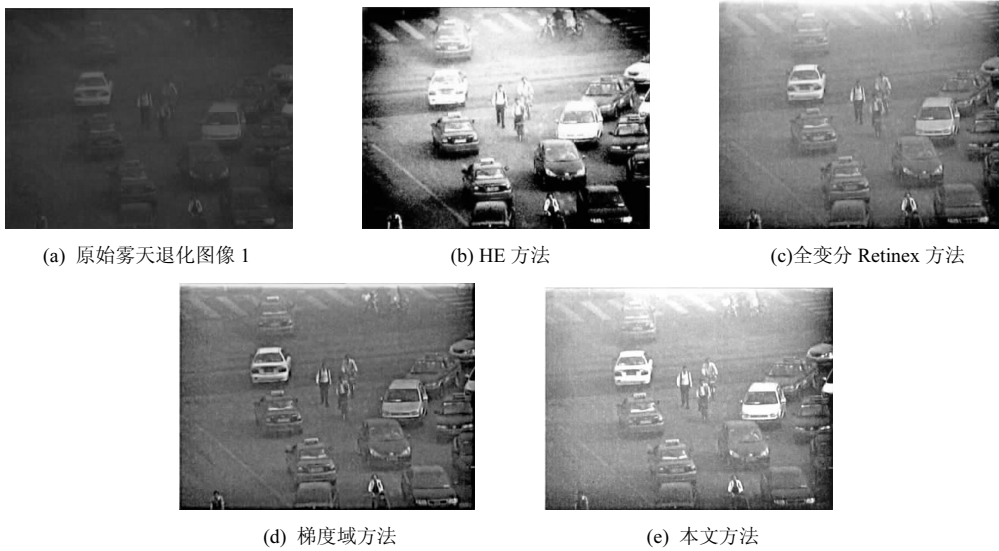 (a) 原始雾天退化图像 1
(b) HE 方法
(c)全变分 Retinex 方法
(d) 梯度域方法
(e) 本文方法